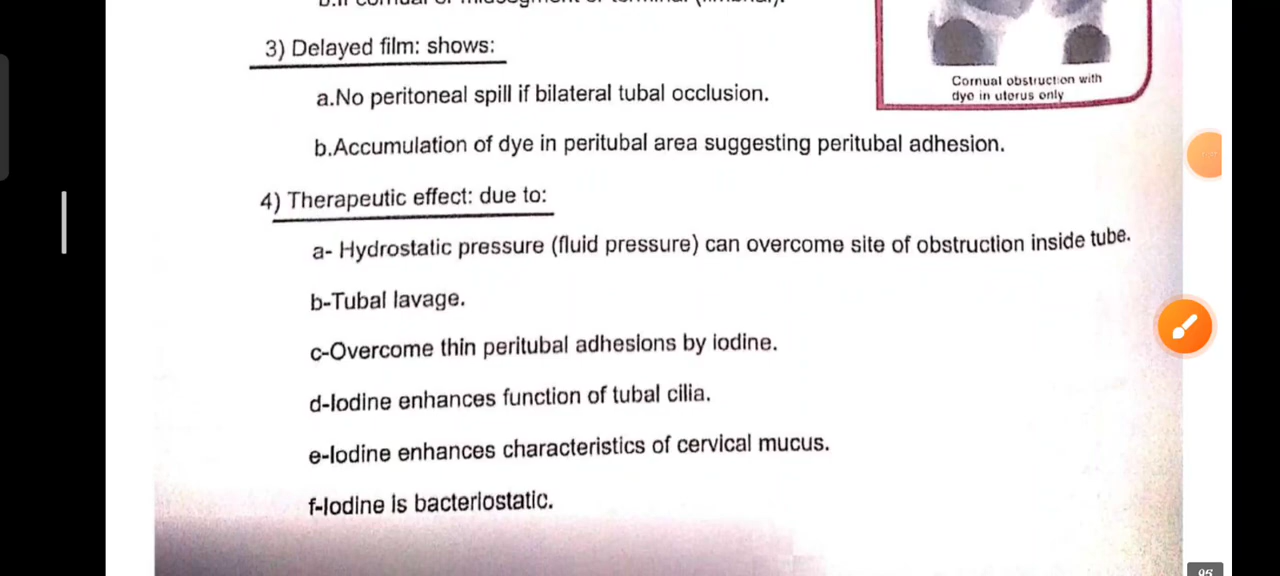 3) Delayed film: shows:
Cornual obstruction with
dye in uterus only
a.No peritoneal spill if bilateral tubal occlusion.
b.Accumulation of dye in peritubal area suggesting peritubal adhesion.
4) Therapeutic effect: due to:
a- Hydrostatic pressure (fluid pressure) can overcome site of obstruction inside tube.
b-Tubal lavage.
c-Overcome thin peritubal adhesions by iodine.
d-Iodine enhances function of tubal cilia.
e-Iodine enhances characteristics of cervical mucus.
f-Iodine is bacteriostatic.